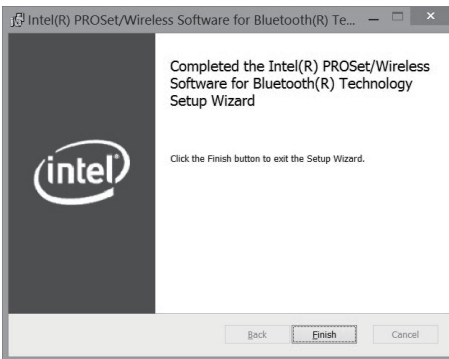 Intel(R) PROSet/Wireless Software for Bluetooth(R) Te...
Completed the Intel(R) PROSet/Wireless
Software for Bluetooth(R) Technology
Setup Wizard
Click the Finish button to exit the Setup Wizard.
intel
Back Finish Cancel